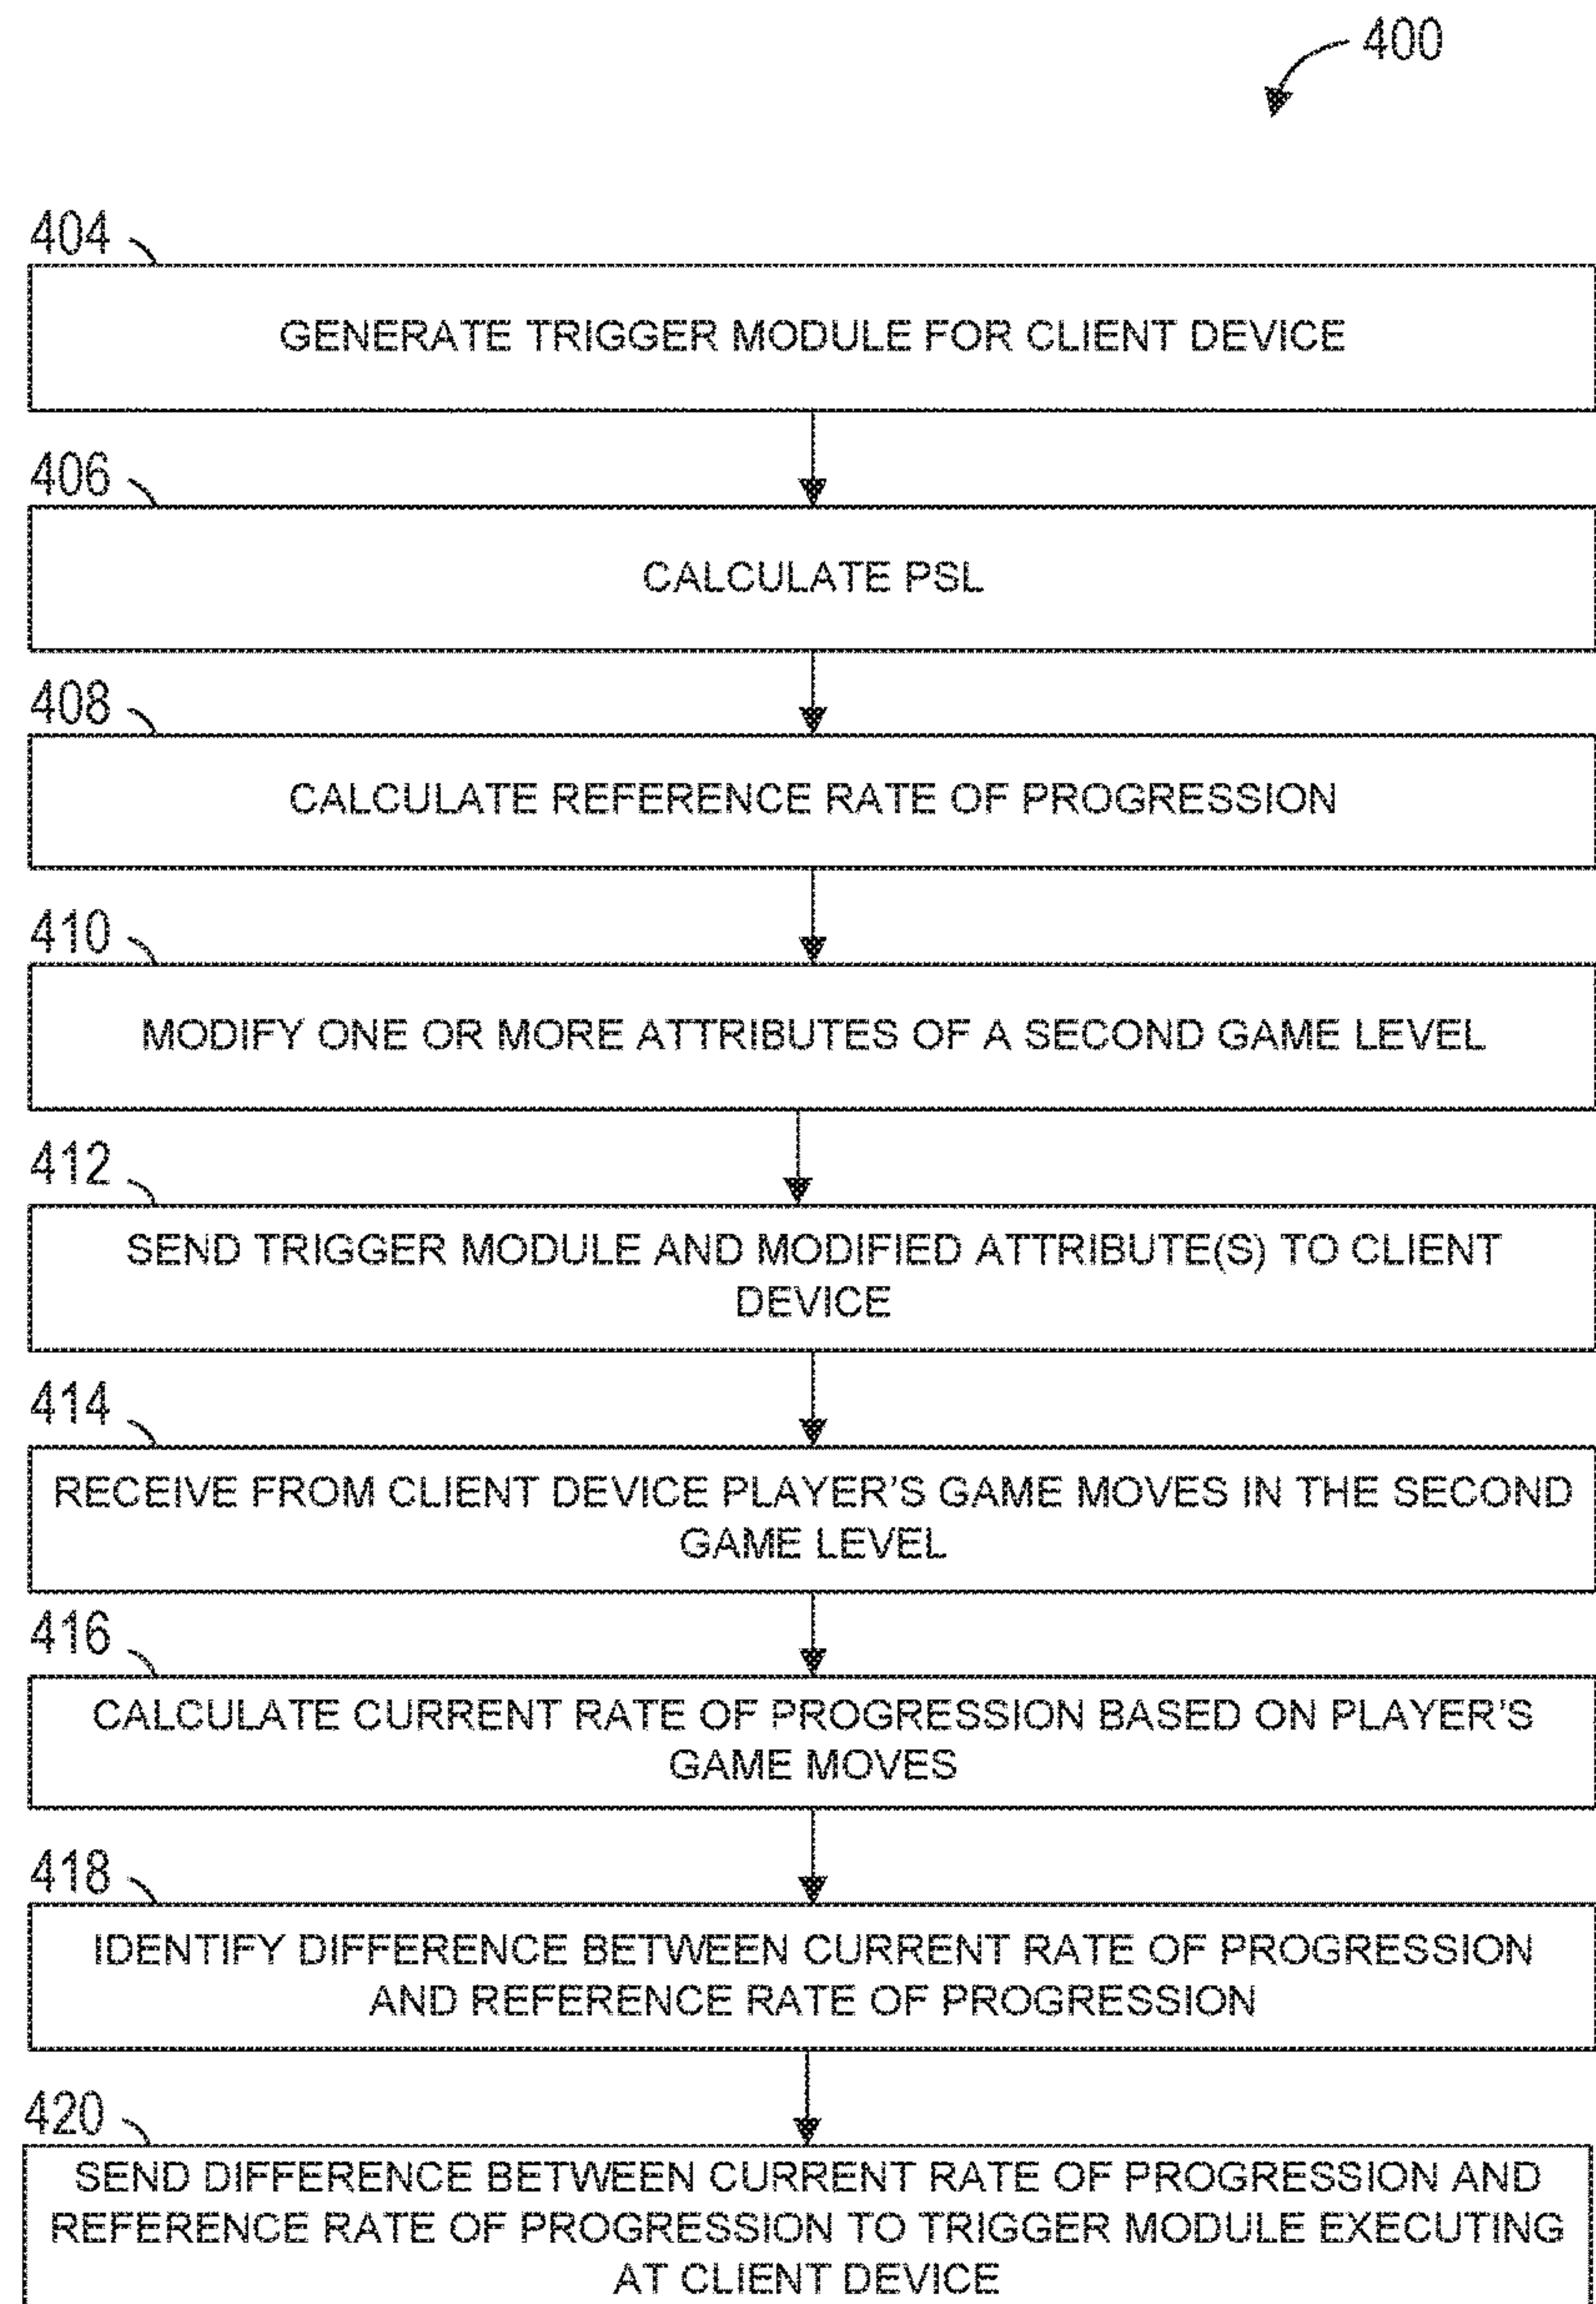 400
404
GENERATE TRIGGER MODULE FOR CLIENT DEVICE
406
CALCULATE PSL
408
CALCULATE REFERENCE RATE OF PROGRESSION
410
MODIFY ONE OR MORE ATTRIBUTES OF A SECOND GAME LEVEL
412
SEND TRIGGER MODULE AND MODIFIED ATTRIBUTE(S) TO CLIENT
DEVICE
414
RECEIVE FROM CLIENT DEVICE PLAYER'S GAME MOVES IN THE SECOND
GAME LEVEL
416
CALCULATE CURRENT RATE OF PROGRESSION BASED ON PLAYER'S
GAME MOVES
418
IDENTIFY DIFFERENCE BETWEEN CURRENT RATE OF PROGRESSION
AND REFERENCE RATE OF PROGRESSION
420
SEND DIFFERENCE BETWEEN CURRENT RATE OF PROGRESSION AND
REFERENCE RATE OF PROGRESSION TO TRIGGER MODULE EXECUTING
AT CLIENT DEVICE